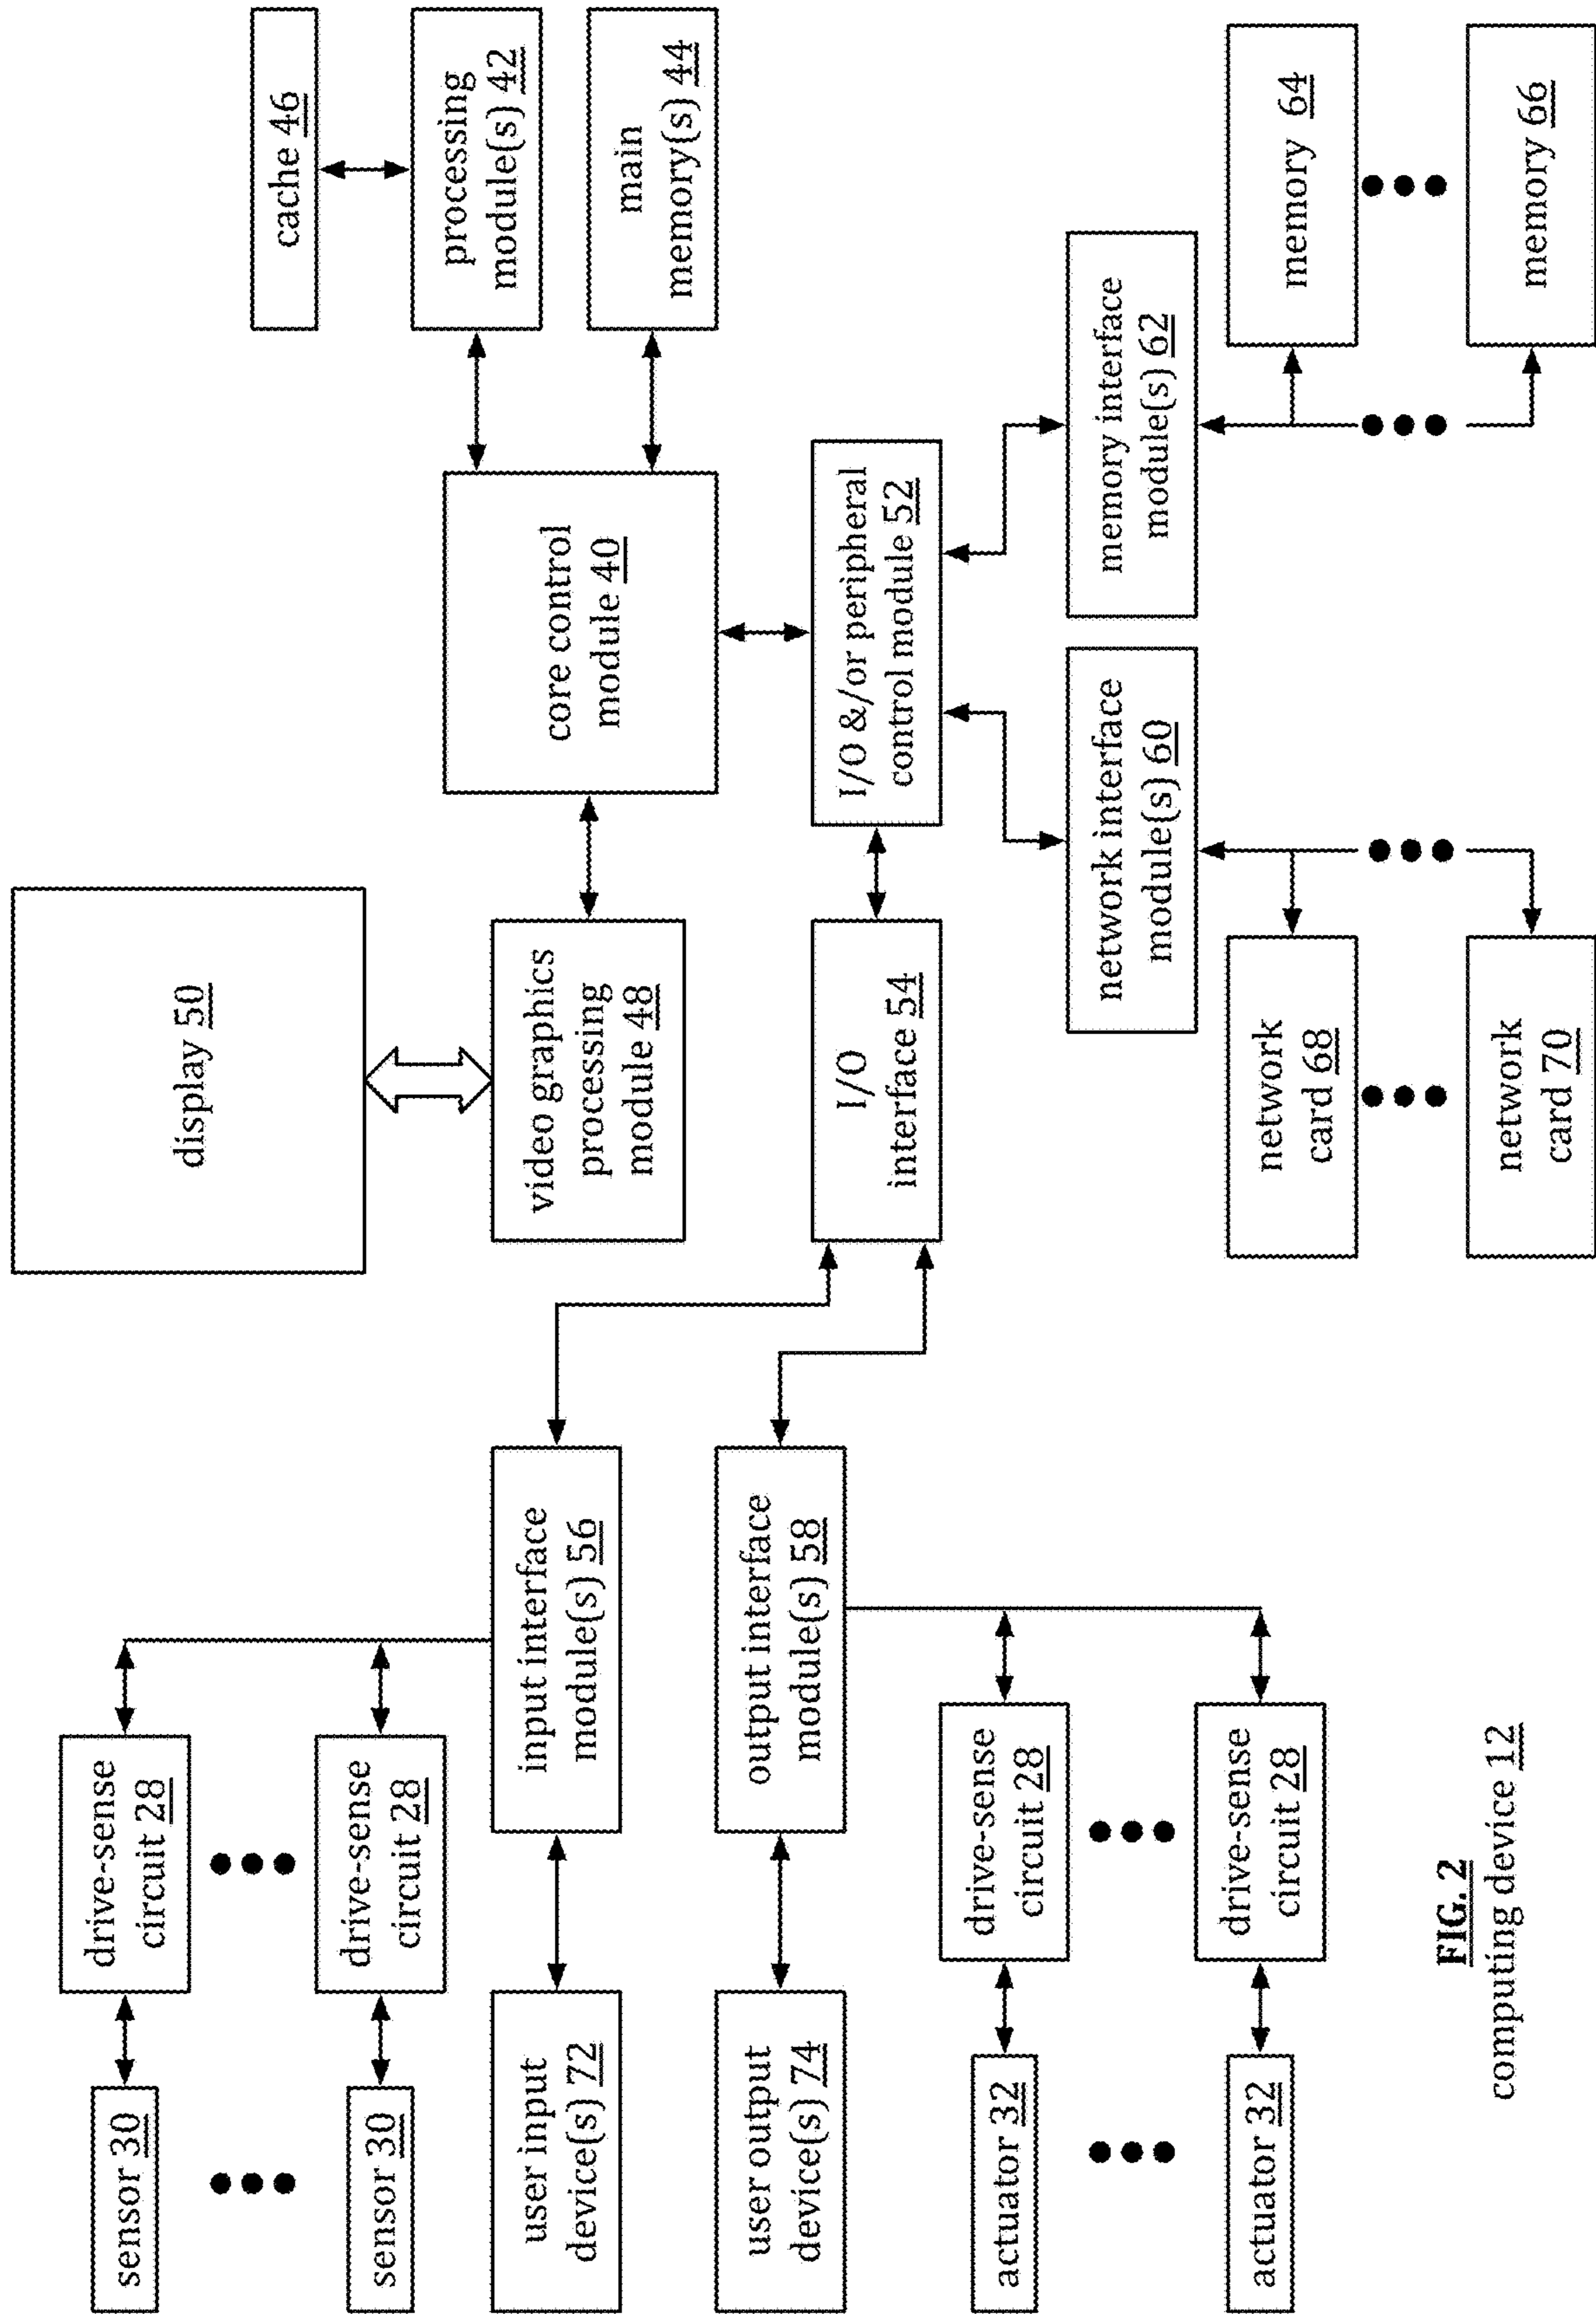 display 50
cache 46
processing
module(s) 42
main
memory(s) 44
core control
module 40
video graphics
processing
module 48
I/O
interface 54
I/O &/or peripheral
control module 52
sensor 30
drive-sense
circuit 28
sensor 30
drive-sense
circuit 28
user input
device(s) 72
input interface
module(s) 56
user output
device(s) 74
output interface
module(s) 58
network interface
module(s) 60
memory interface
module(s) 62
actuator 32
drive-sense
circuit 28
network
card 68
memory 64
actuator 32
drive-sense
circuit 28
network
card 70
memory 66
FIG. 2
computing device 12